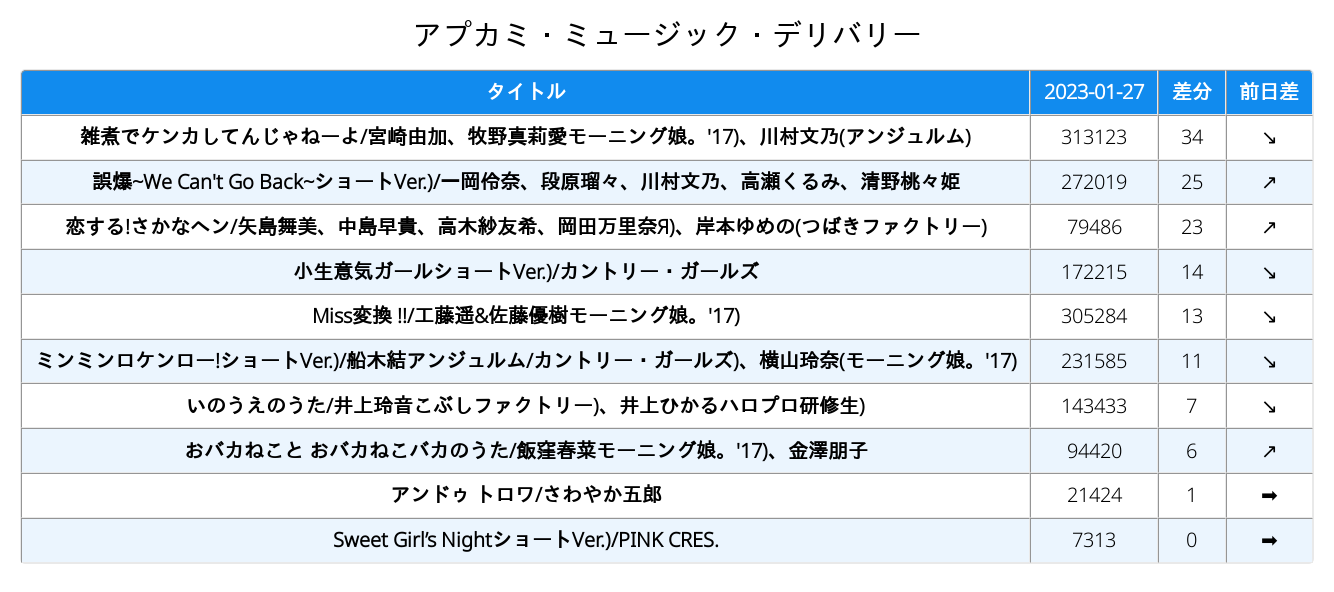 アプカミ・ミュージック・デリバリー
タイトル 2023-01-27 差分 前日差
雑煮でケンカしてんじゃねーよ/宮崎由加、牧野真莉愛モーニング娘。'17)、川村文乃(アンジュルム) 313123 34 ↘
誤爆~We Can't Go Back~ショートVer.)/一岡伶奈、段原瑠々、川村文乃、高瀬くるみ、清野桃々姫 272019 25 ↗
恋する!さかなヘン/矢島舞美、中島早貴、高木紗友希、岡田万里奈Я)、岸本ゆめの(つばきファクトリー) 79486 23 ↗
小生意気ガールショートVer.)/カントリー・ガールズ 172215 14 ↘
Miss変換 !!/工藤遥&佐藤優樹モーニング娘。'17) 305284 13 ↘
ミンミンロケンロー!ショートVer.)/船木結アンジュルム/カントリー・ガールズ)、横山玲奈(モーニング娘。'17) 231585 11 ↘
いのうえのうた/井上玲音こぶしファクトリー)、井上ひかるハロプロ研修生) 143433 7 ↘
おバカねこと おバカねこバカのうた/飯窪春菜モーニング娘。'17)、金澤朋子 94420 6 ↗
アンドゥ トロワ/さわやか五郎 21424 1 ➡
Sweet Girl’s NightショートVer.)/PINK CRES. 7313 0 ➡